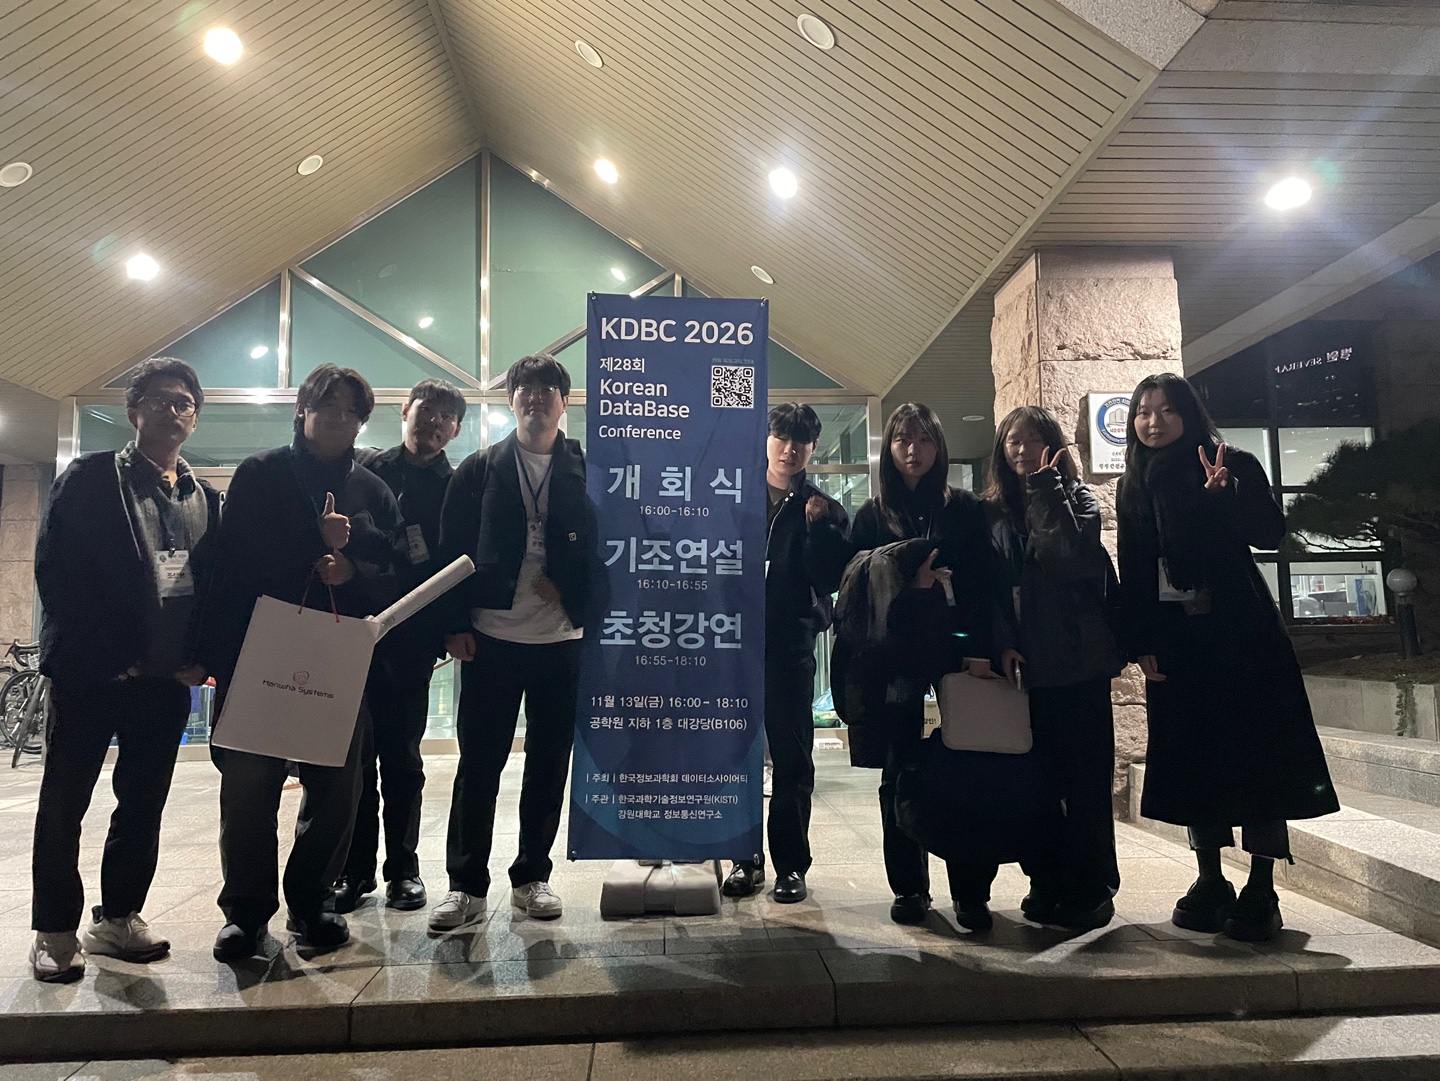 KDBC 2026
제28회
Korean
DataBase
Conference
개 회 식
16:00-16:10
기조연설
16:10-16:55
초청강연
16:55-18:10
11월 13일(금) 16:00- 18:10
공학원 지하 1층 대강당(B106)
| 주최 | 한국정보과학회 데이터소사이어티
| 주관 | 한국과학기술정보연구원(KISTI)
강원대학교 정보통신연구소
Hanwha Systems